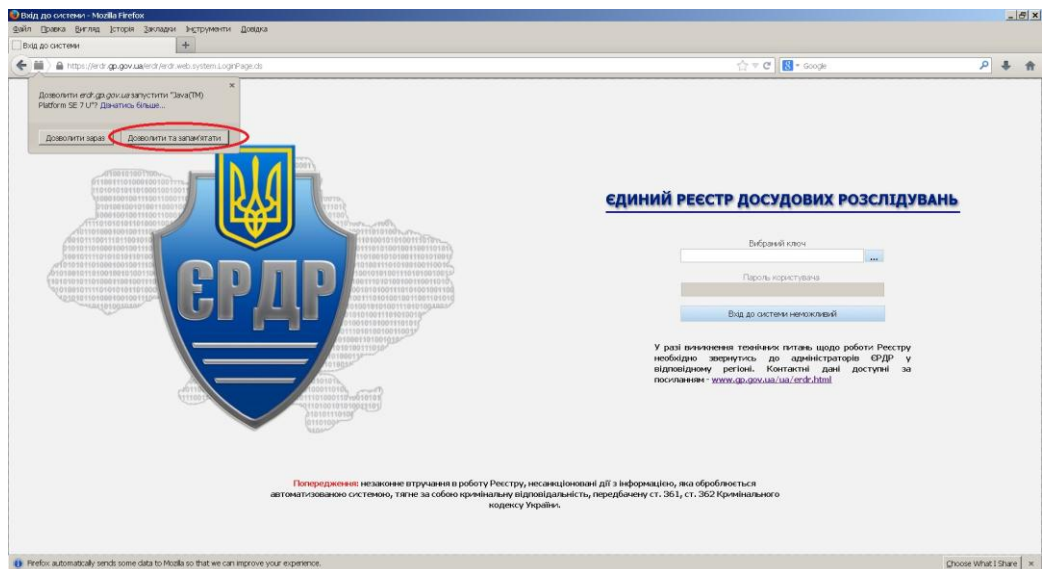 Вхід до системи - Mozilla Firefox
Файл Правка Вигляд Історія Закладки Інструменти Довідка
Вхід до системи
https://erdr.gp.gov.ua/erdr/erdr.web.system.LoginPage.cls
Google
Дозволити erdr.gp.gov.ua запустити "Java(TM)
Platform SE 7 U"? Дізнатись більше...
Дозволити зараз
Дозволити та запам'ятати
ЄРДР
ЄДИНИЙ РЕЄСТР ДОСУДОВИХ РОЗСЛІДУВАНЬ
Вибраний ключ
...
Пароль користувача
Вхід до системи неможливий
У разі виникнення технічних питань щодо роботи Реєстру
необхідно звернутись до адміністраторів ЄРДР у
відповідному регіоні. Контактні дані доступні за
посиланням - www.gp.gov.ua/ua/erdr.html
Попередження: незаконне втручання в роботу Реєстру, несанкціоновані дії з інформацією, яка оброблюється
автоматизованою системою, тягне за собою кримінальну відповідальність, передбачену ст. 361, ст. 362 Кримінального
кодексу України.
Firefox automatically sends some data to Mozilla so that we can improve your experience.
Choose What I Share